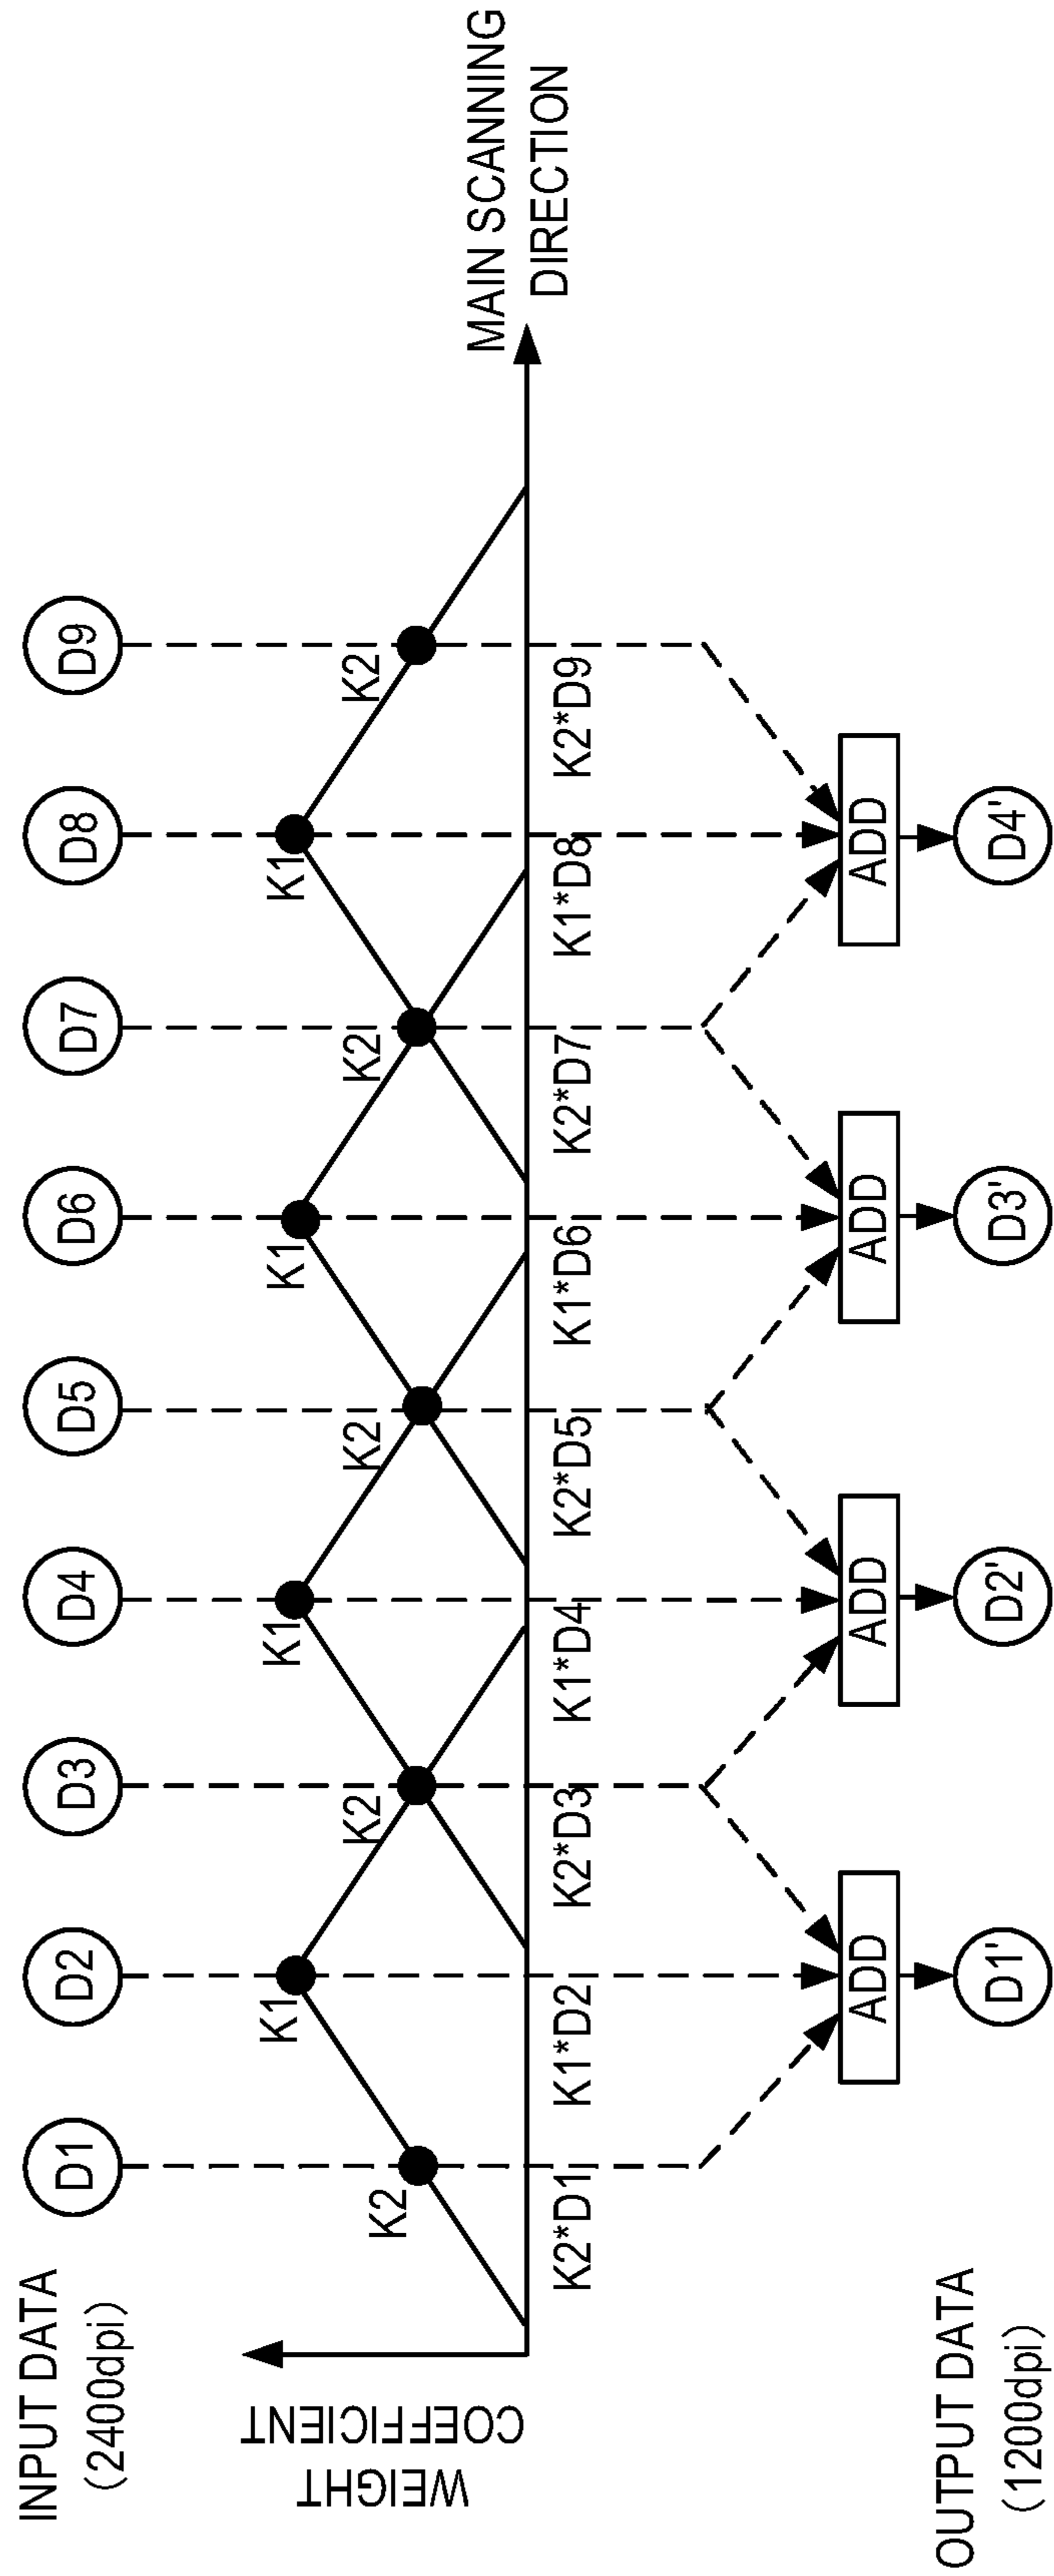 INPUT DATA
(2400dpi)
D1
D2
D3
D4
D5
D6
D7
D8
D9
WEIGHT
COEFFICIENT
K2
K1
K2
K1
K2
K1
K2
K1
K2
MAIN SCANNING
DIRECTION
K2*D1
K1*D2
K2*D3
K1*D4
K2*D5
K1*D6
K2*D7
K1*D8
K2*D9
ADD
ADD
ADD
ADD
OUTPUT DATA
(1200dpi)
D1'
D2'
D3'
D4'